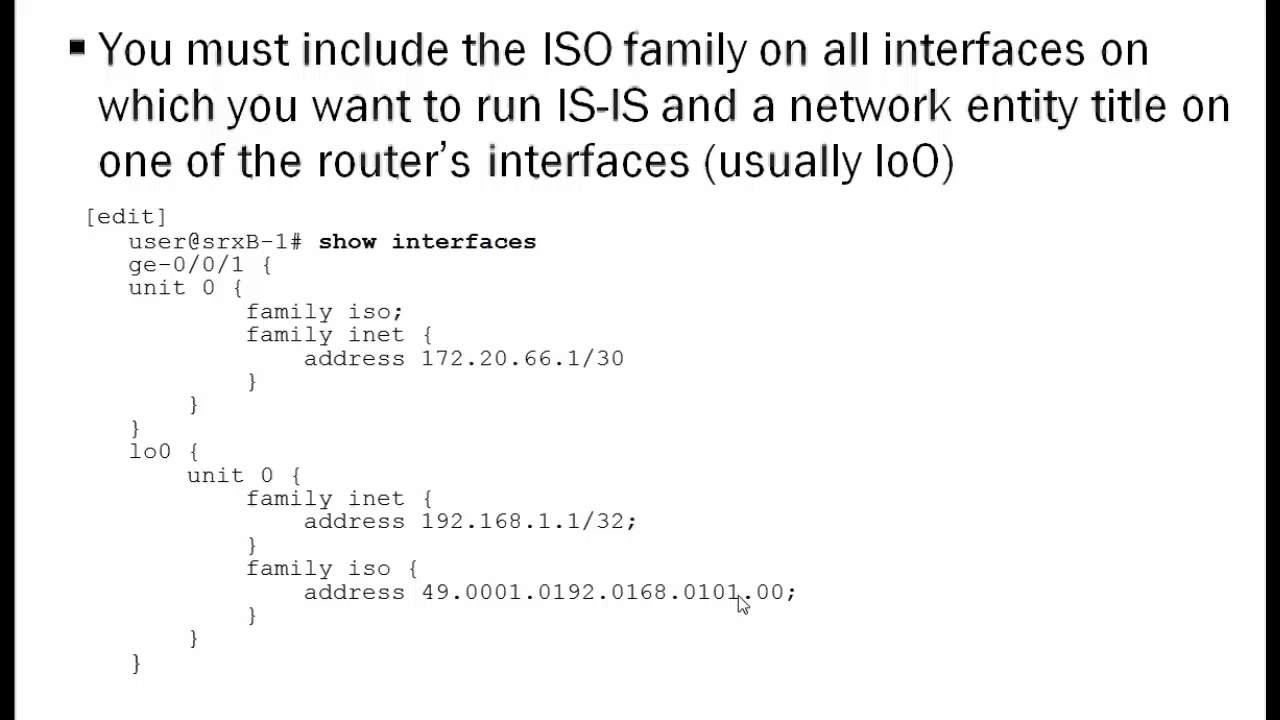 ▪ You must include the ISO family on all interfaces on
which you want to run IS-IS and a network entity title on
one of the router’s interfaces (usually lo0)
[edit]
user@srxB-1# show interfaces
ge-0/0/1 {
unit 0 {
family iso;
family inet {
address 172.20.66.1/30
}
}
}
lo0 {
unit 0 {
family inet {
address 192.168.1.1/32;
}
family iso {
address 49.0001.0192.0168.0101.00;
}
}
}